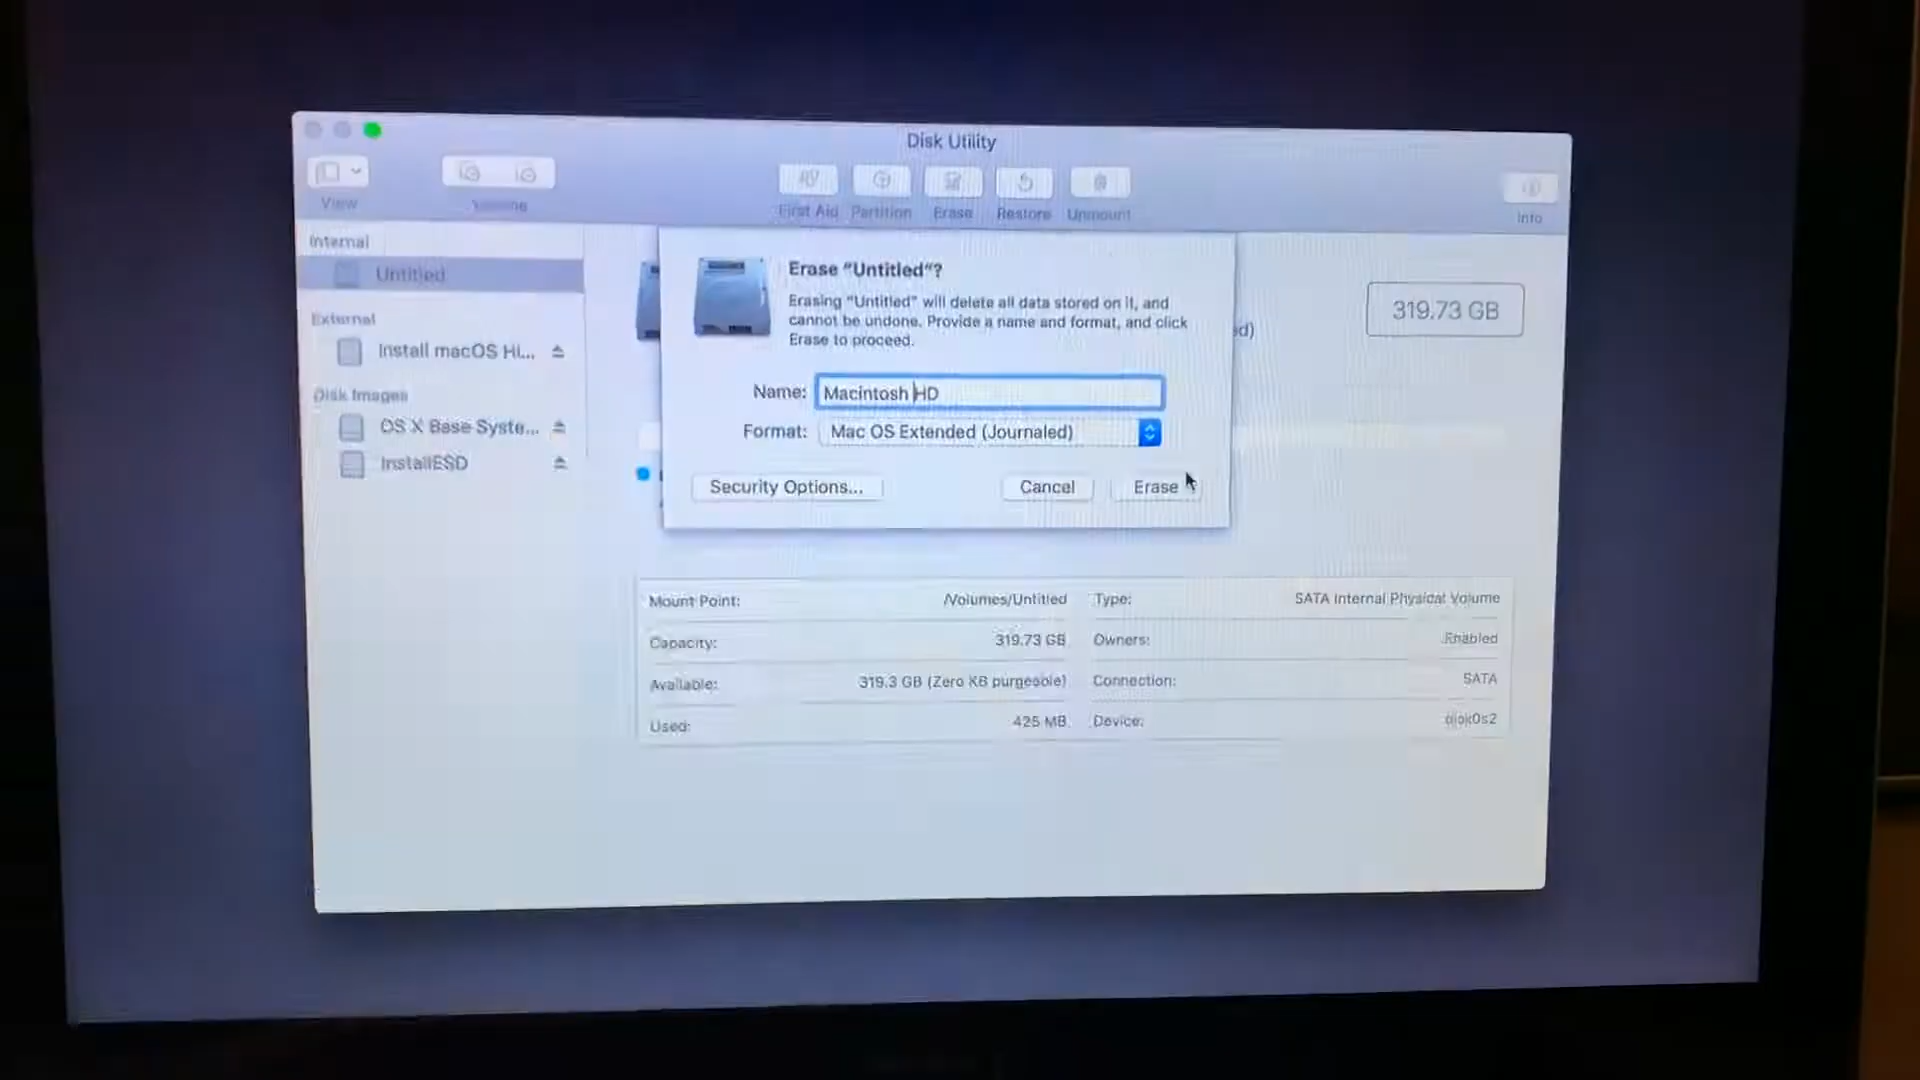 Disk Utility
View
Volume
First Aid
Partition
Erase
Restore
Unmount
Info
Internal
Untitled
External
Install macOS Hi...
Disk Images
OS X Base Syste...
InstallESD
Erase “Untitled”?
Erasing “Untitled” will delete all data stored on it, and
cannot be undone. Provide a name and format, and click
Erase to proceed.
Name: Macintosh HD
Format: Mac OS Extended (Journaled)
Security Options...
Cancel
Erase
ed)
319.73 GB
Mount Point: /Volumes/Untitled
Capacity: 319.73 GB
Available: 319.3 GB (Zero KB purgeable)
Used: 425 MB
Type: SATA Internal Physical Volume
Owners: Enabled
Connection: SATA
Device: disk0s2